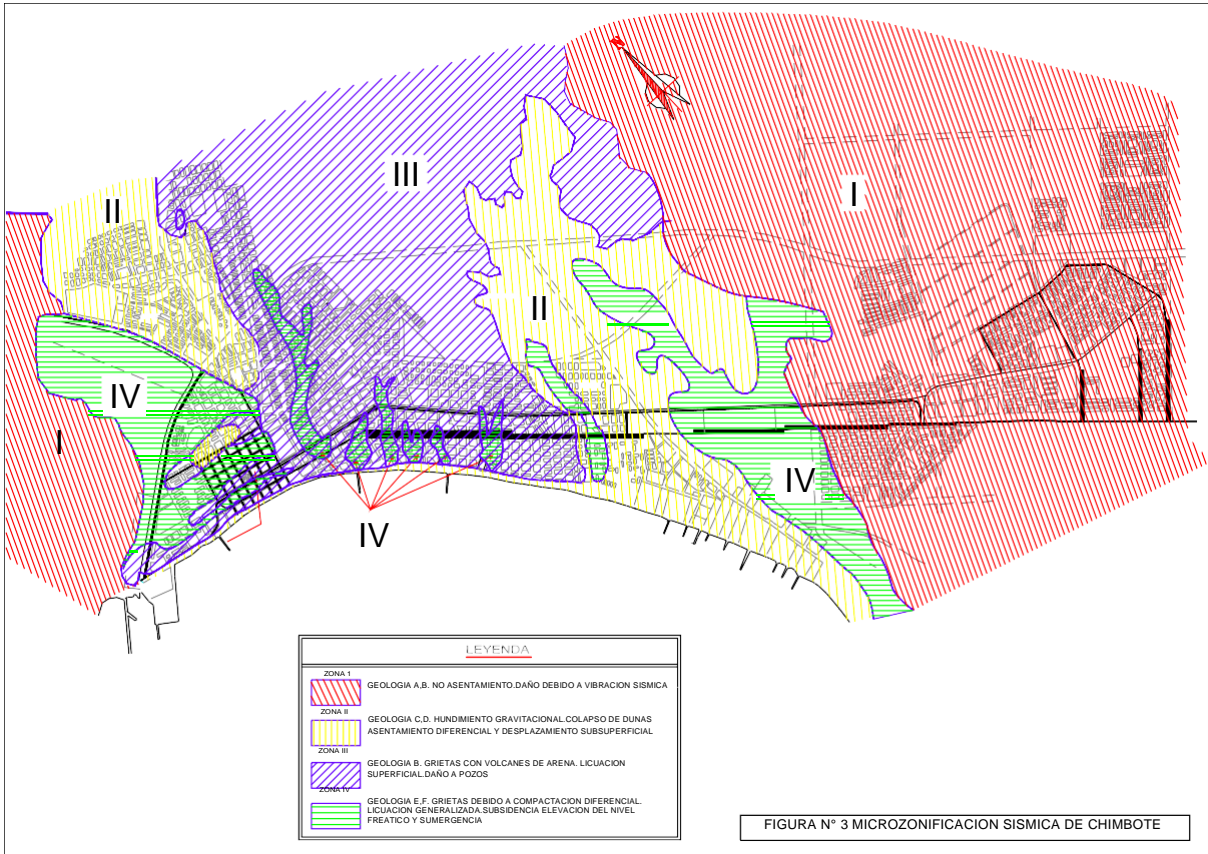 III
I
II
II
IV
I
IV
IV
LEYENDA
ZONA 1
GEOLOGIA A,B. NO ASENTAMIENTO.DAÑO DEBIDO A VIBRACION SISMICA
ZONA II
GEOLOGIA C,D. HUNDIMIENTO GRAVITACIONAL.COLAPSO DE DUNAS
ASENTAMIENTO DIFERENCIAL Y DESPLAZAMIENTO SUBSUPERFICIAL
ZONA III
GEOLOGIA B. GRIETAS CON VOLCANES DE ARENA. LICUACION
SUPERFICIAL.DAÑO A POZOS
ZONA IV
GEOLOGIA E,F. GRIETAS DEBIDO A COMPACTACION DIFERENCIAL.
LICUACION GENERALIZADA.SUBSIDENCIA ELEVACION DEL NIVEL
FREATICO Y SUMERGENCIA
FIGURA N° 3 MICROZONIFICACION SISMICA DE CHIMBOTE